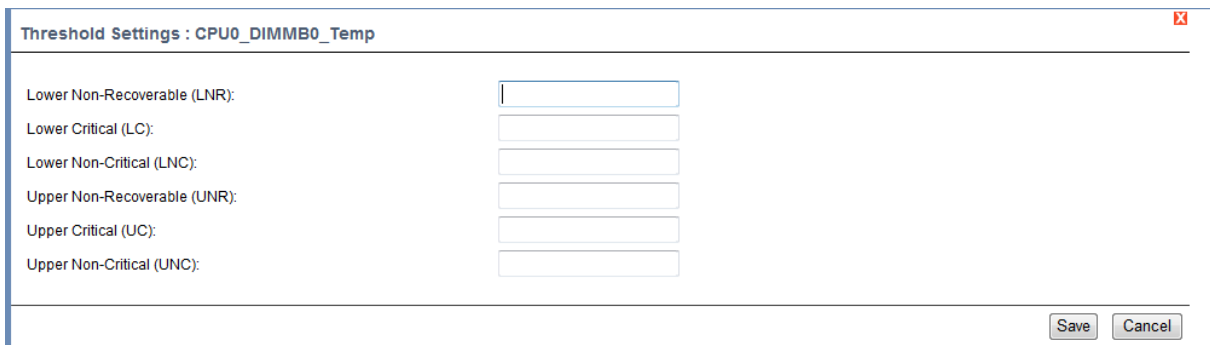 Threshold Settings : CPU0_DIMMB0_Temp
X
Lower Non-Recoverable (LNR):
Lower Critical (LC):
Lower Non-Critical (LNC):
Upper Non-Recoverable (UNR):
Upper Critical (UC):
Upper Non-Critical (UNC):
Save Cancel